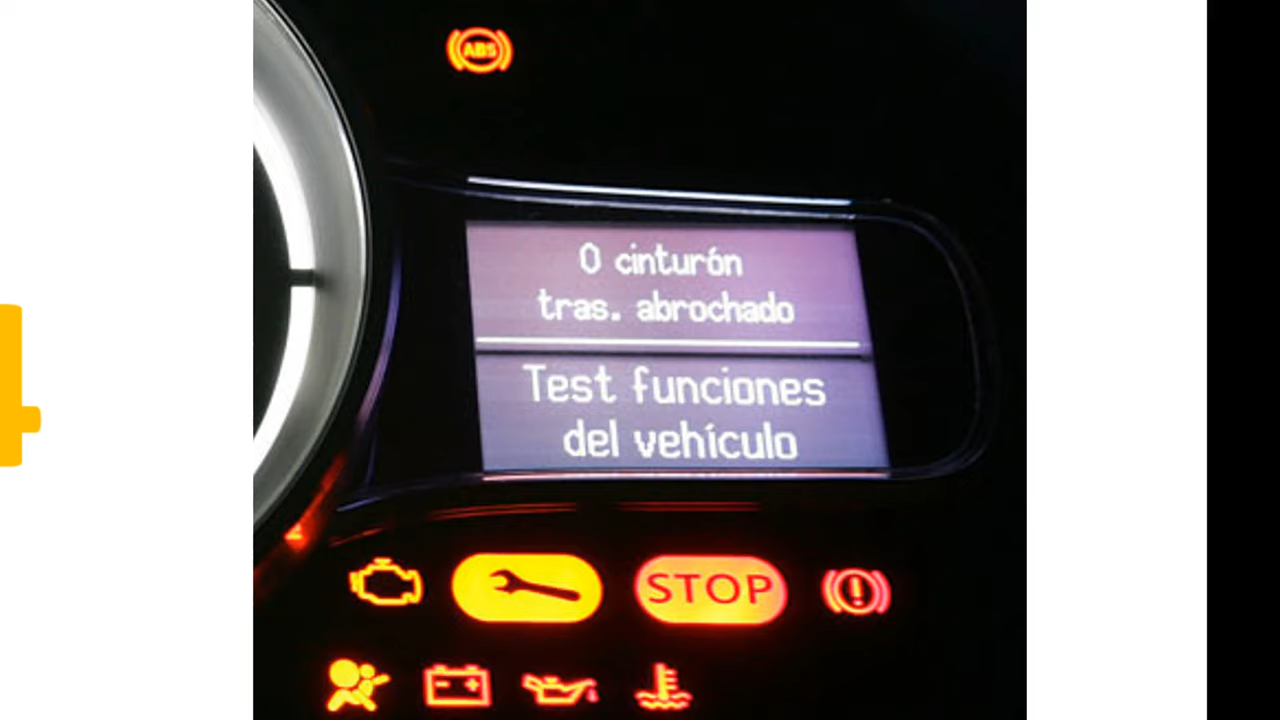 ABS
0 cinturón
tras. abrochado
Test funciones
del vehículo
STOP